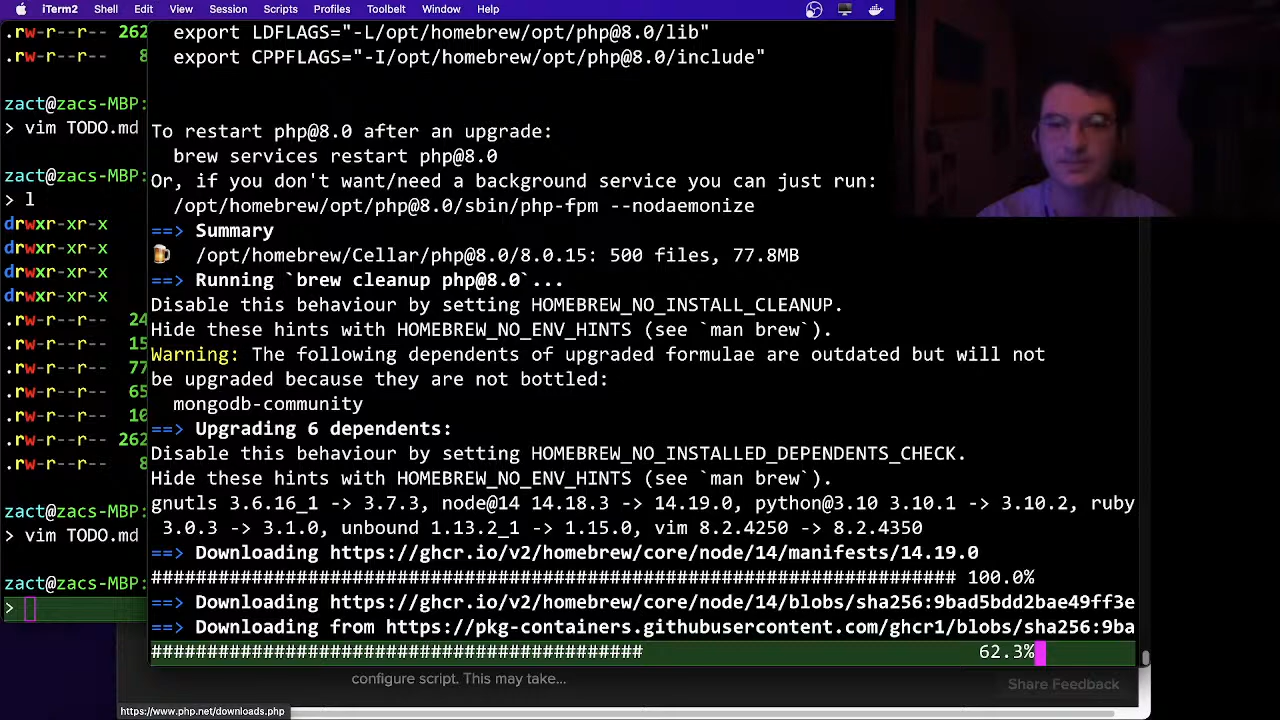 iTerm2 Shell Edit View Session Scripts Profiles Toolbelt Window Help
.rw-r--r-- 262
.rw-r--r-- 8
zact@zacs-MBP:
> vim TODO.md
zact@zacs-MBP:
> l
drwxr-xr-x
drwxr-xr-x
drwxr-xr-x
drwxr-xr-x
.rw-r--r-- 24
.rw-r--r-- 15
.rw-r--r-- 77
.rw-r--r-- 65
.rw-r--r-- 10
.rw-r--r-- 262
.rw-r--r-- 8
zact@zacs-MBP:
> vim TODO.md
zact@zacs-MBP:
>
export LDFLAGS="-L/opt/homebrew/opt/php@8.0/lib"
export CPPFLAGS="-I/opt/homebrew/opt/php@8.0/include"
To restart php@8.0 after an upgrade:
brew services restart php@8.0
Or, if you don't want/need a background service you can just run:
/opt/homebrew/opt/php@8.0/sbin/php-fpm --nodaemonize
==> Summary
🍺 /opt/homebrew/Cellar/php@8.0/8.0.15: 500 files, 77.8MB
==> Running `brew cleanup php@8.0`...
Disable this behaviour by setting HOMEBREW_NO_INSTALL_CLEANUP.
Hide these hints with HOMEBREW_NO_ENV_HINTS (see `man brew`).
Warning: The following dependents of upgraded formulae are outdated but will not
be upgraded because they are not bottled:
mongodb-community
==> Upgrading 6 dependents:
Disable this behaviour by setting HOMEBREW_NO_INSTALLED_DEPENDENTS_CHECK.
Hide these hints with HOMEBREW_NO_ENV_HINTS (see `man brew`).
gnutls 3.6.16_1 -> 3.7.3, node@14 14.18.3 -> 14.19.0, python@3.10 3.10.1 -> 3.10.2, ruby
3.0.3 -> 3.1.0, unbound 1.13.2_1 -> 1.15.0, vim 8.2.4250 -> 8.2.4350
==> Downloading https://ghcr.io/v2/homebrew/core/node/14/manifests/14.19.0
######################################################################## 100.0%
==> Downloading https://ghcr.io/v2/homebrew/core/node/14/blobs/sha256:9bad5bdd2bae49ff3e
==> Downloading from https://pkg-containers.githubusercontent.com/ghcr1/blobs/sha256:9ba
############################################ 62.3%
configure script. This may take...
Share Feedback
https://www.php.net/downloads.php